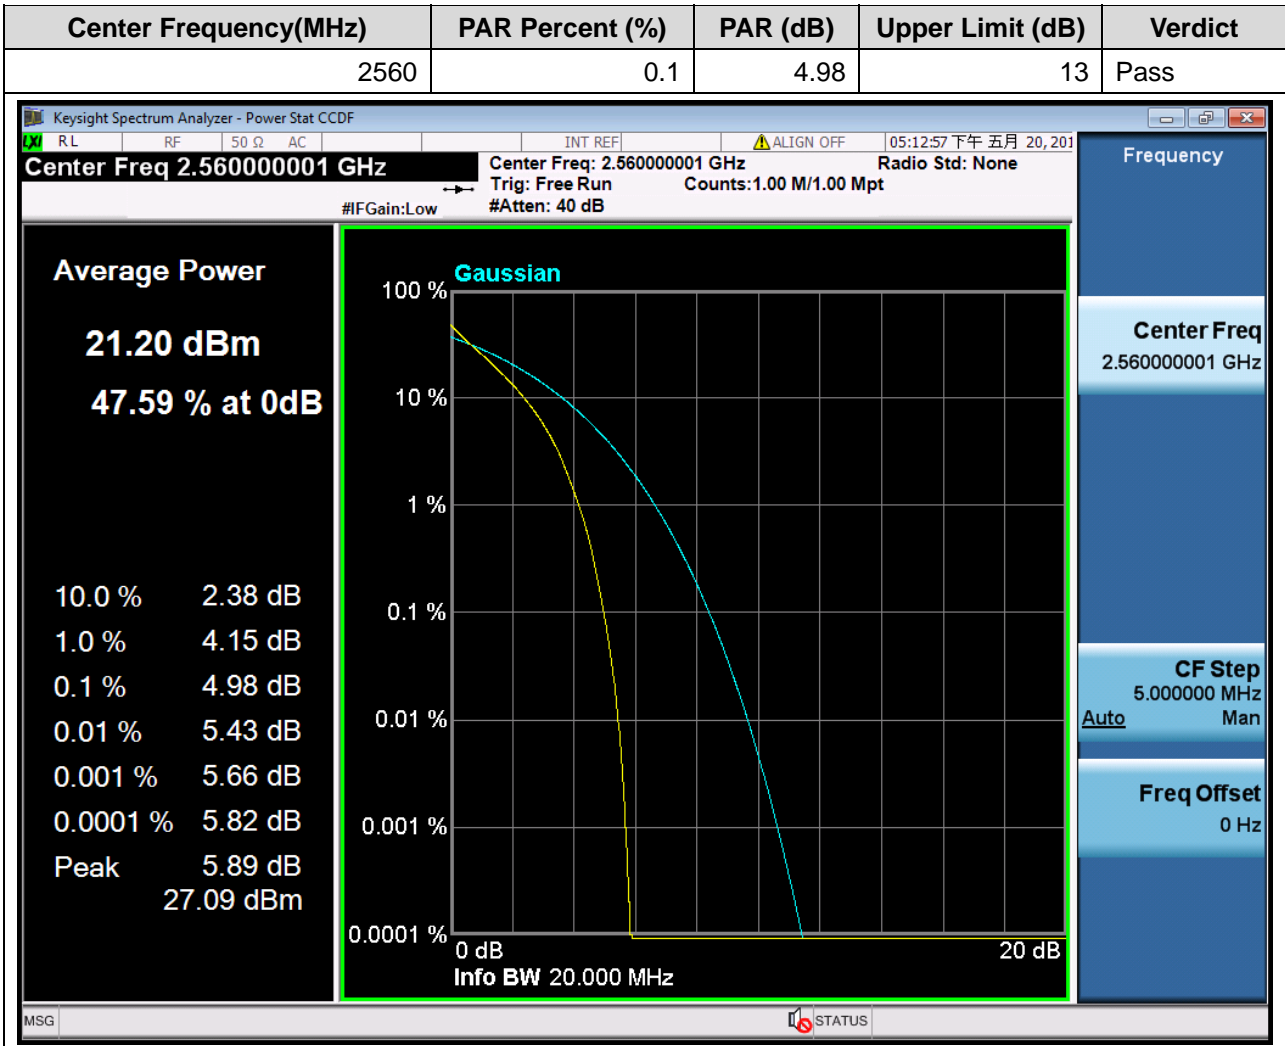 Center Frequency(MHz) PAR Percent (%) PAR (dB) Upper Limit (dB) Verdict
2560 0.1 4.98 13 Pass
Keysight Spectrum Analyzer - Power Stat CCDF
LXI RL RF 50 Ω AC INT REF ALIGN OFF 05:12:57 下午 五月 20, 201
Center Freq 2.560000001 GHz
Center Freq: 2.560000001 GHz Radio Std: None
Trig: Free Run Counts:1.00 M/1.00 Mpt
#IFGain:Low #Atten: 40 dB
Average Power
21.20 dBm
47.59 % at 0dB
10.0 % 2.38 dB
1.0 % 4.15 dB
0.1 % 4.98 dB
0.01 % 5.43 dB
0.001 % 5.66 dB
0.0001 % 5.82 dB
Peak 5.89 dB
27.09 dBm
Gaussian
100 %
10 %
1 %
0.1 %
0.01 %
0.001 %
0.0001 %
0 dB 20 dB
Info BW 20.000 MHz
Frequency
Center Freq
2.560000001 GHz
CF Step
5.000000 MHz
Auto Man
Freq Offset
0 Hz
MSG STATUS